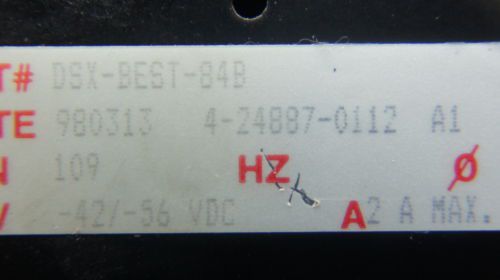 T# DSX-BEST-84B
TE 980313 4-24887-0112 A1
N 109 HZ Ø
V -42/-56 VDC A 2 A MAX.